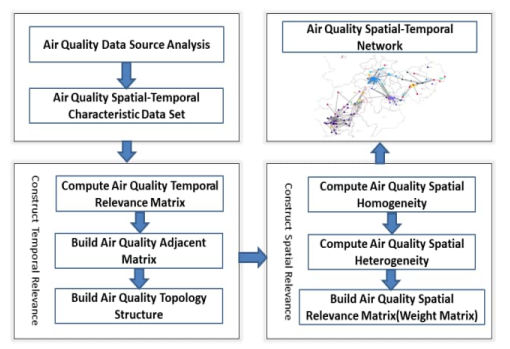 Air Quality Data Source Analysis
Air Quality Spatial-Temporal
Characteristic Data Set
Construct Temporal Relevance
Compute Air Quality Temporal
Relevance Matrix
Build Air Quality Adjacent
Matrix
Build Air Quality Topology
Structure
Construct Spatial Relevance
Compute Air Quality Spatial
Homogeneity
Compute Air Quality Spatial
Heterogeneity
Build Air Quality Spatial
Relevance Matrix(Weight Matrix)
Air Quality Spatial-Temporal
Network